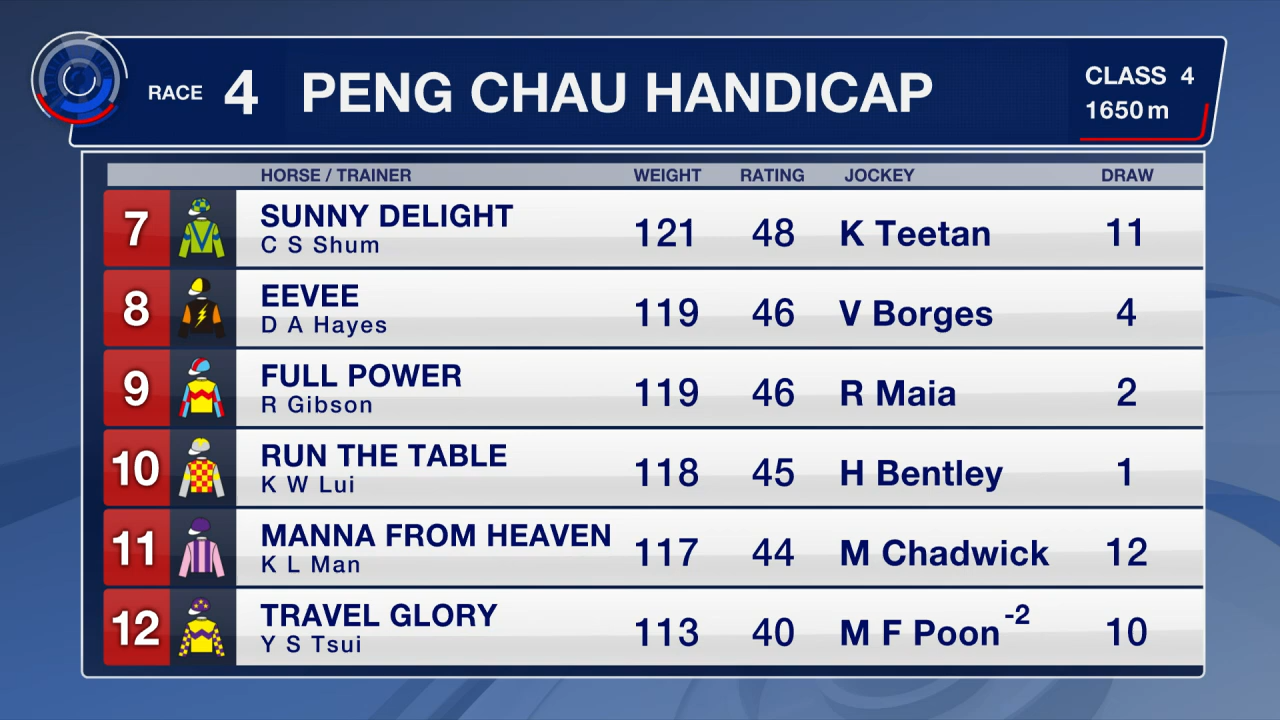 RACE 4 PENG CHAU HANDICAP
CLASS 4
1650m
HORSE / TRAINER WEIGHT RATING JOCKEY DRAW
7 SUNNY DELIGHT 121 48 K Teetan 11
C S Shum
8 EEVEE 119 46 V Borges 4
D A Hayes
9 FULL POWER 119 46 R Maia 2
R Gibson
10 RUN THE TABLE 118 45 H Bentley 1
K W Lui
11 MANNA FROM HEAVEN 117 44 M Chadwick 12
K L Man
12 TRAVEL GLORY 113 40 M F Poon -2 10
Y S Tsui